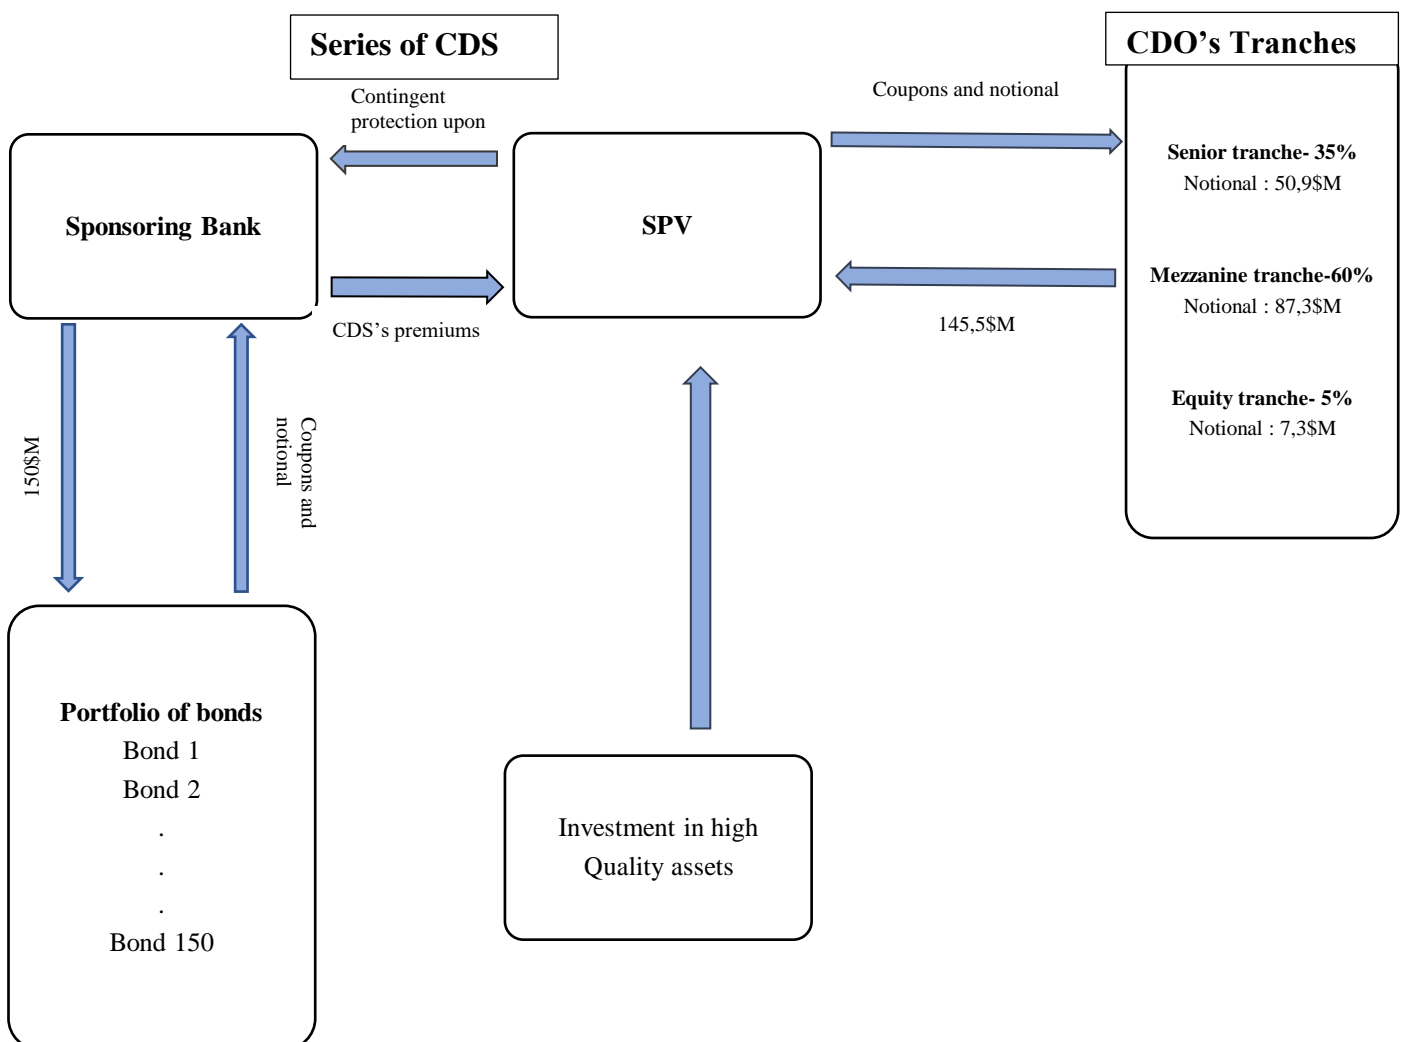 Series of CDS
CDO’s Tranches
Contingent
protection upon
Coupons and notional
Sponsoring Bank
SPV
Senior tranche- 35%
Notional : 50,9$M
Mezzanine tranche-60%
Notional : 87,3$M
CDS’s premiums
145,5$M
Equity tranche- 5%
Notional : 7,3$M
150$M
Coupons and
notional
Portfolio of bonds
Bond 1
Bond 2
.
.
.
Bond 150
Investment in high
Quality assets